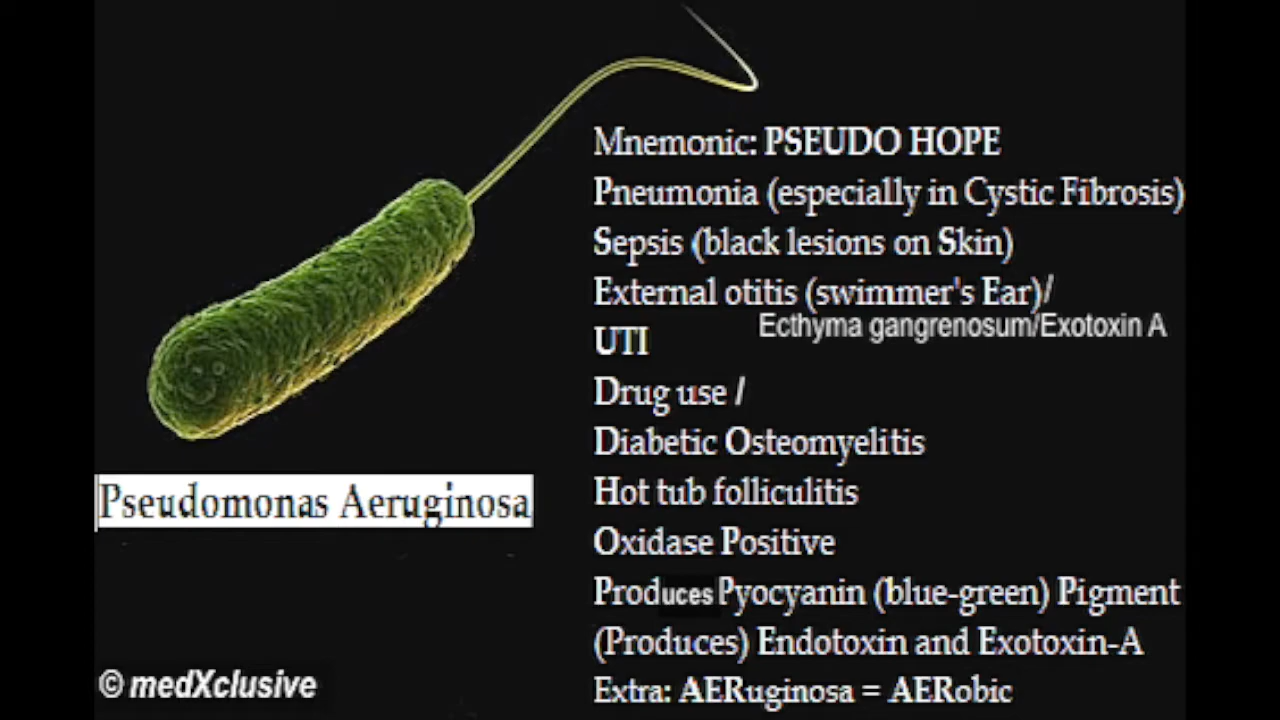 Mnemonic: PSEUDO HOPE
Pneumonia (especially in Cystic Fibrosis)
Sepsis (black lesions on Skin)
External otitis (swimmer's Ear)/
Ecthyma gangrenosum/Exotoxin A
UTI
Drug use /
Diabetic Osteomyelitis
Hot tub folliculitis
Oxidase Positive
Produces Pyocyanin (blue-green) Pigment
(Produces) Endotoxin and Exotoxin-A
Extra: AERuginosa = AERobic
Pseudomonas Aeruginosa
© medXclusive